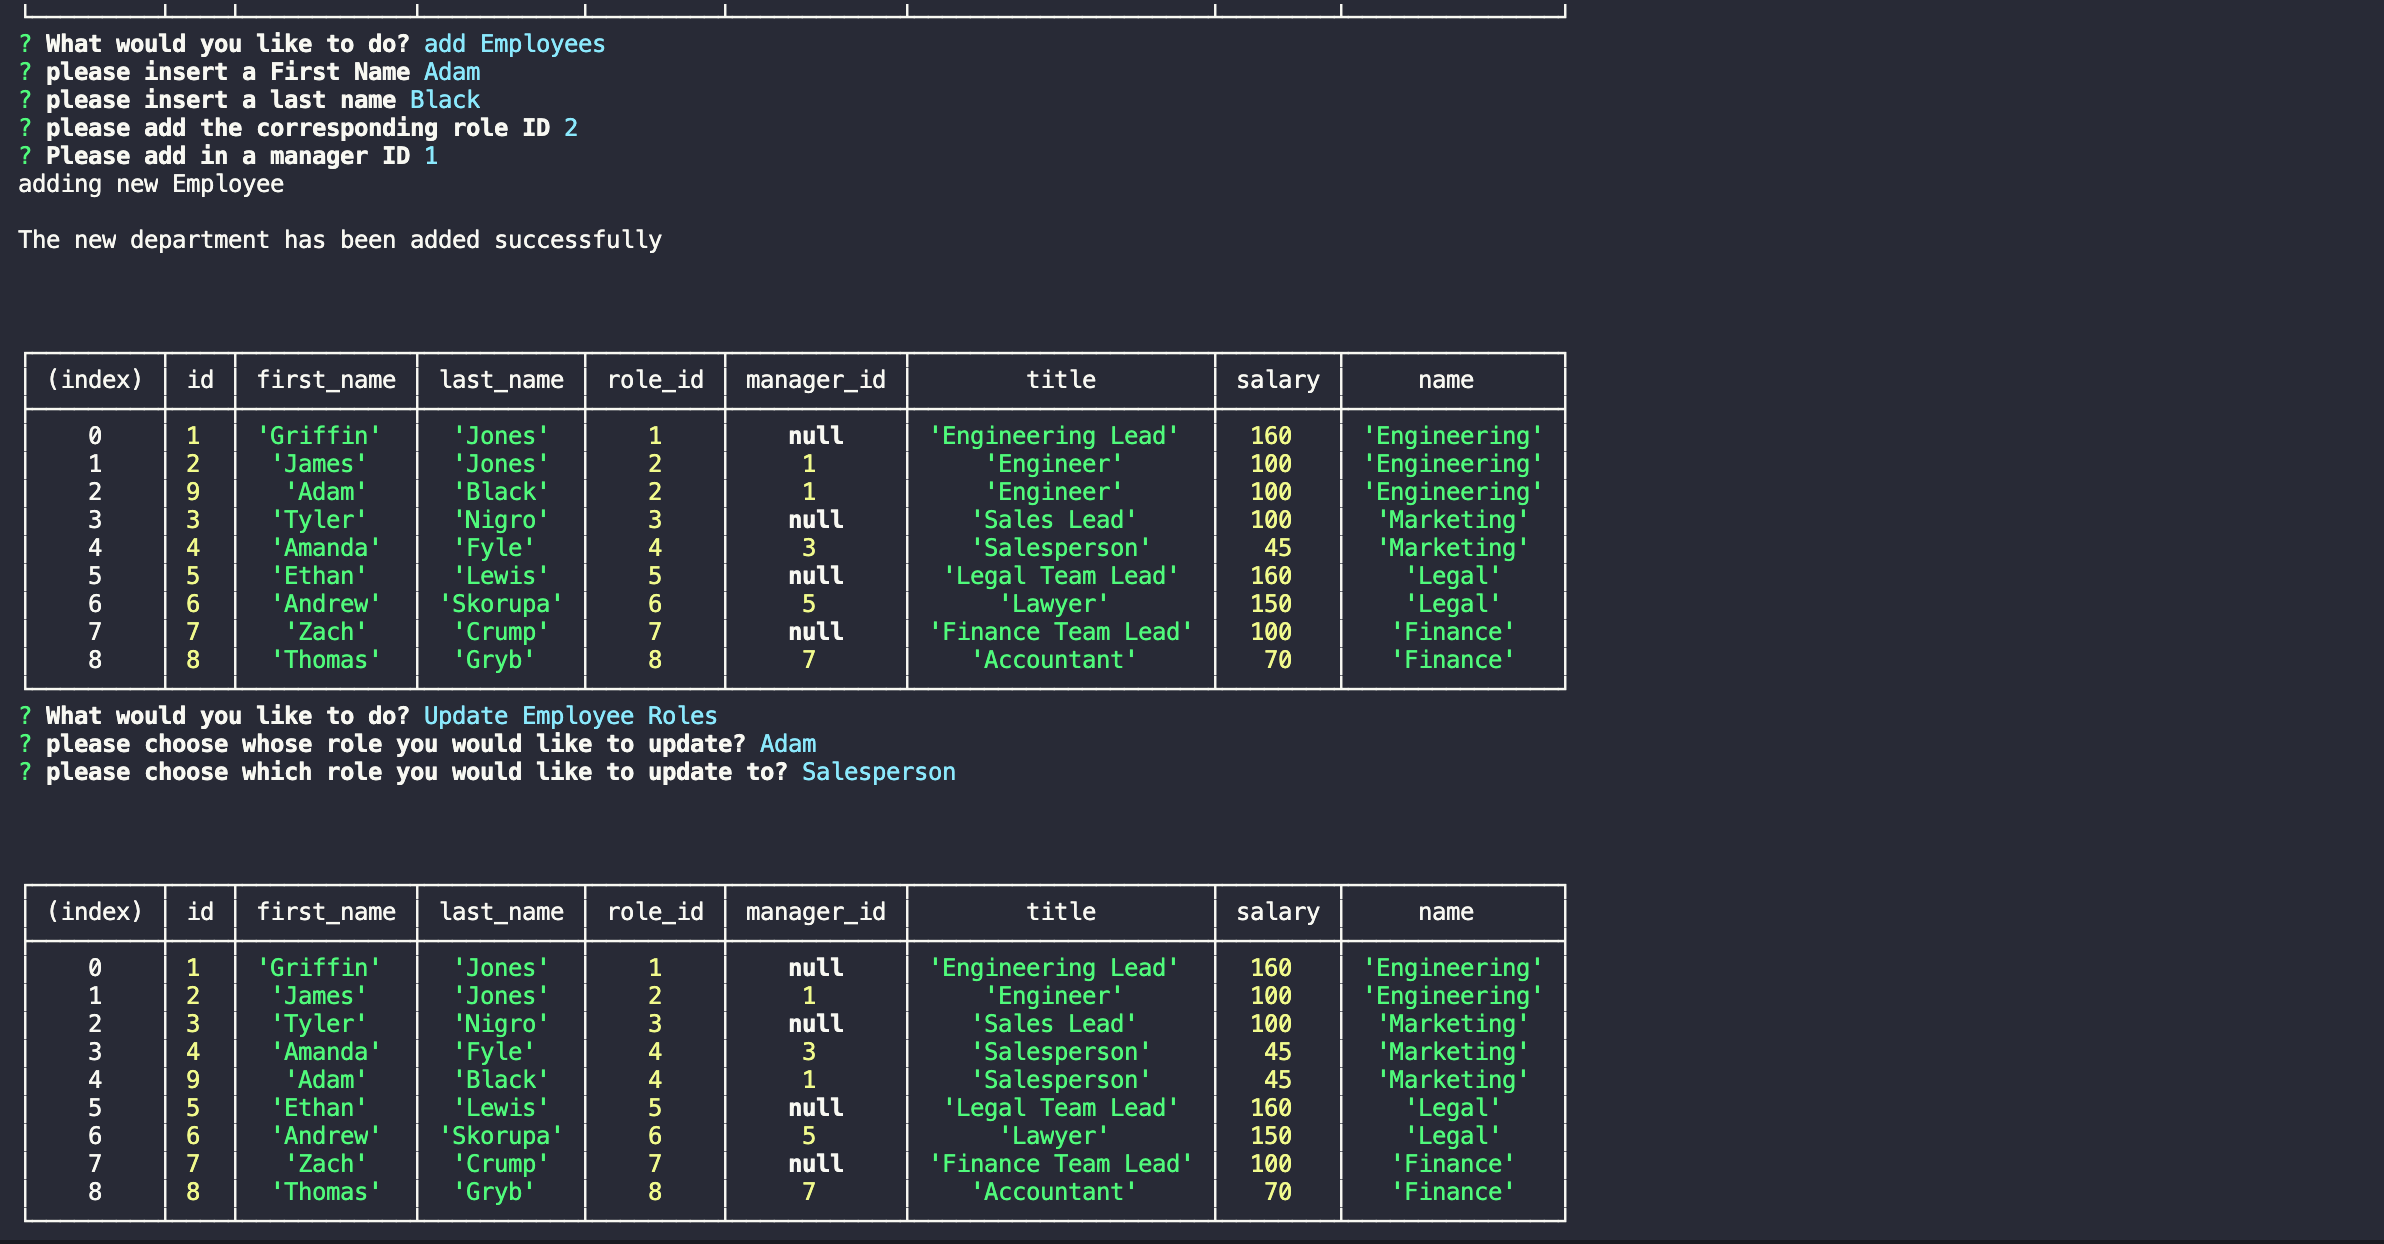 ? What would you like to do? add Employees
? please insert a First Name Adam
? please insert a last name Black
? please add the corresponding role ID 2
? Please add in a manager ID 1
adding new Employee
The new department has been added successfully
(index) id first_name last_name role_id manager_id title salary name
0 1 'Griffin' 'Jones' 1 null 'Engineering Lead' 160 'Engineering'
1 2 'James' 'Jones' 2 1 'Engineer' 100 'Engineering'
2 9 'Adam' 'Black' 2 1 'Engineer' 100 'Engineering'
3 3 'Tyler' 'Nigro' 3 null 'Sales Lead' 100 'Marketing'
4 4 'Amanda' 'Fyle' 4 3 'Salesperson' 45 'Marketing'
5 5 'Ethan' 'Lewis' 5 null 'Legal Team Lead' 160 'Legal'
6 6 'Andrew' 'Skorupa' 6 5 'Lawyer' 150 'Legal'
7 7 'Zach' 'Crump' 7 null 'Finance Team Lead' 100 'Finance'
8 8 'Thomas' 'Gryb' 8 7 'Accountant' 70 'Finance'
? What would you like to do? Update Employee Roles
? please choose whose role you would like to update? Adam
? please choose which role you would like to update to? Salesperson
(index) id first_name last_name role_id manager_id title salary name
0 1 'Griffin' 'Jones' 1 null 'Engineering Lead' 160 'Engineering'
1 2 'James' 'Jones' 2 1 'Engineer' 100 'Engineering'
2 3 'Tyler' 'Nigro' 3 null 'Sales Lead' 100 'Marketing'
3 4 'Amanda' 'Fyle' 4 3 'Salesperson' 45 'Marketing'
4 9 'Adam' 'Black' 4 1 'Salesperson' 45 'Marketing'
5 5 'Ethan' 'Lewis' 5 null 'Legal Team Lead' 160 'Legal'
6 6 'Andrew' 'Skorupa' 6 5 'Lawyer' 150 'Legal'
7 7 'Zach' 'Crump' 7 null 'Finance Team Lead' 100 'Finance'
8 8 'Thomas' 'Gryb' 8 7 'Accountant' 70 'Finance'